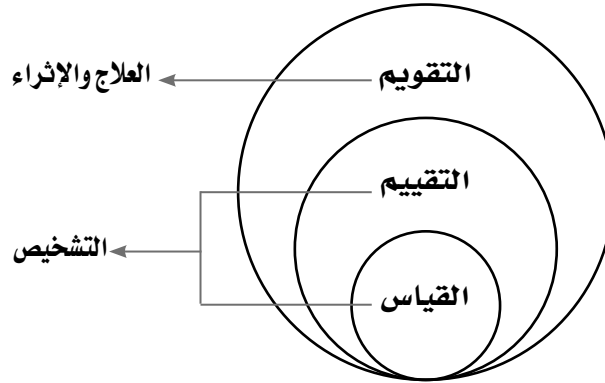 التقويم
العلاج والإثراء
التقييم
التشخيص
القياس